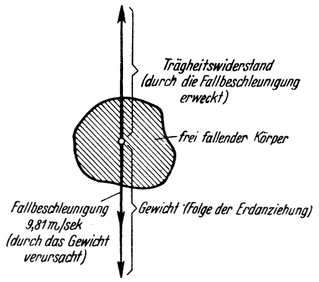 Trägheitswiderstand
(durch die Fallbeschleunigung
erweckt)
frei fallender Körper
Fallbeschleunigung
9,81 m/sek
(durch das Gewicht
verursacht)
Gewicht (Folge der Erdanziehung)